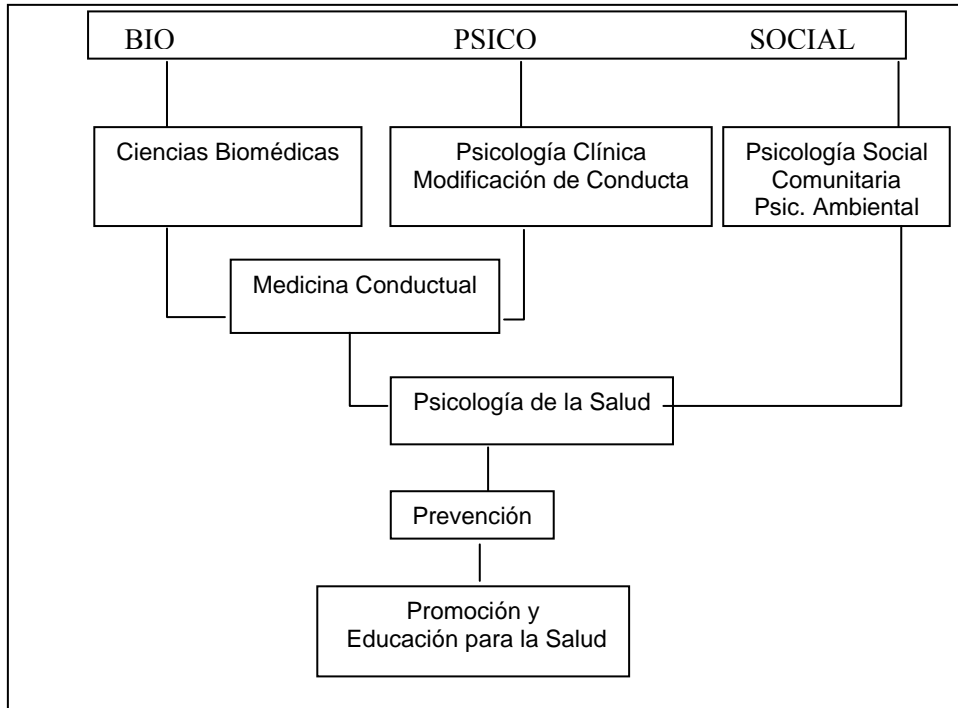 BIO PSICO SOCIAL
Ciencias Biomédicas
Psicología Clínica
Modificación de Conducta
Psicología Social
Comunitaria
Psic. Ambiental
Medicina Conductual
Psicología de la Salud
Prevención
Promoción y
Educación para la Salud